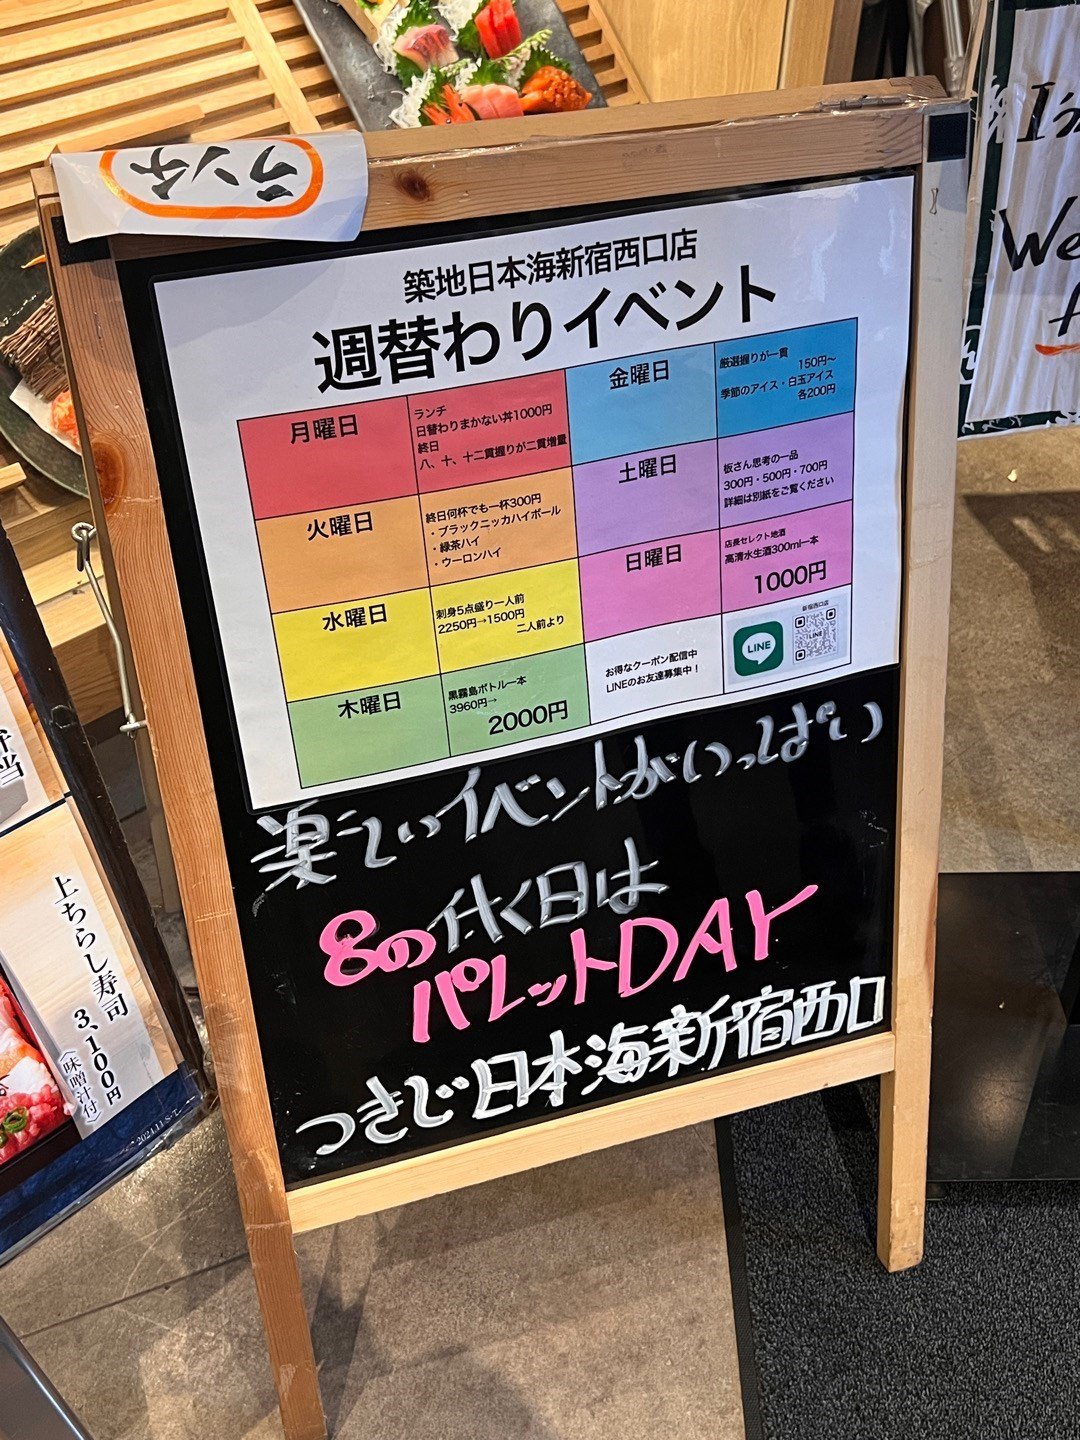 ランチ
築地日本海新宿西口店
週替わりイベント
月曜日
ランチ
日替わりまかない丼1000円
終日
八、十、十二貫握りが二貫増量
火曜日
終日何杯でも一杯300円
・ブラックニッカハイボール
・緑茶ハイ
・ウーロンハイ
水曜日
刺身5点盛り一人前
2250円→1500円
二人前より
木曜日
黒霧島ボトル一本
3960円→
2000円
金曜日
厳選握りが一貫
150円〜
季節のアイス・白玉アイス
各200円
土曜日
板さん思考の一品
300円・500円・700円
詳細は別紙をご覧ください
日曜日
店長セレクト地酒
高清水生酒300ml一本
1000円
お得なクーポン配信中
LINEのお友達募集中！
LINE
新宿西口店
LINE
楽しいイベントがいっぱい
8の付く日は
パレットDAY
つきじ日本海新宿西口
弁当
上ちらし寿司
3,100円
〈味噌汁付〉
We